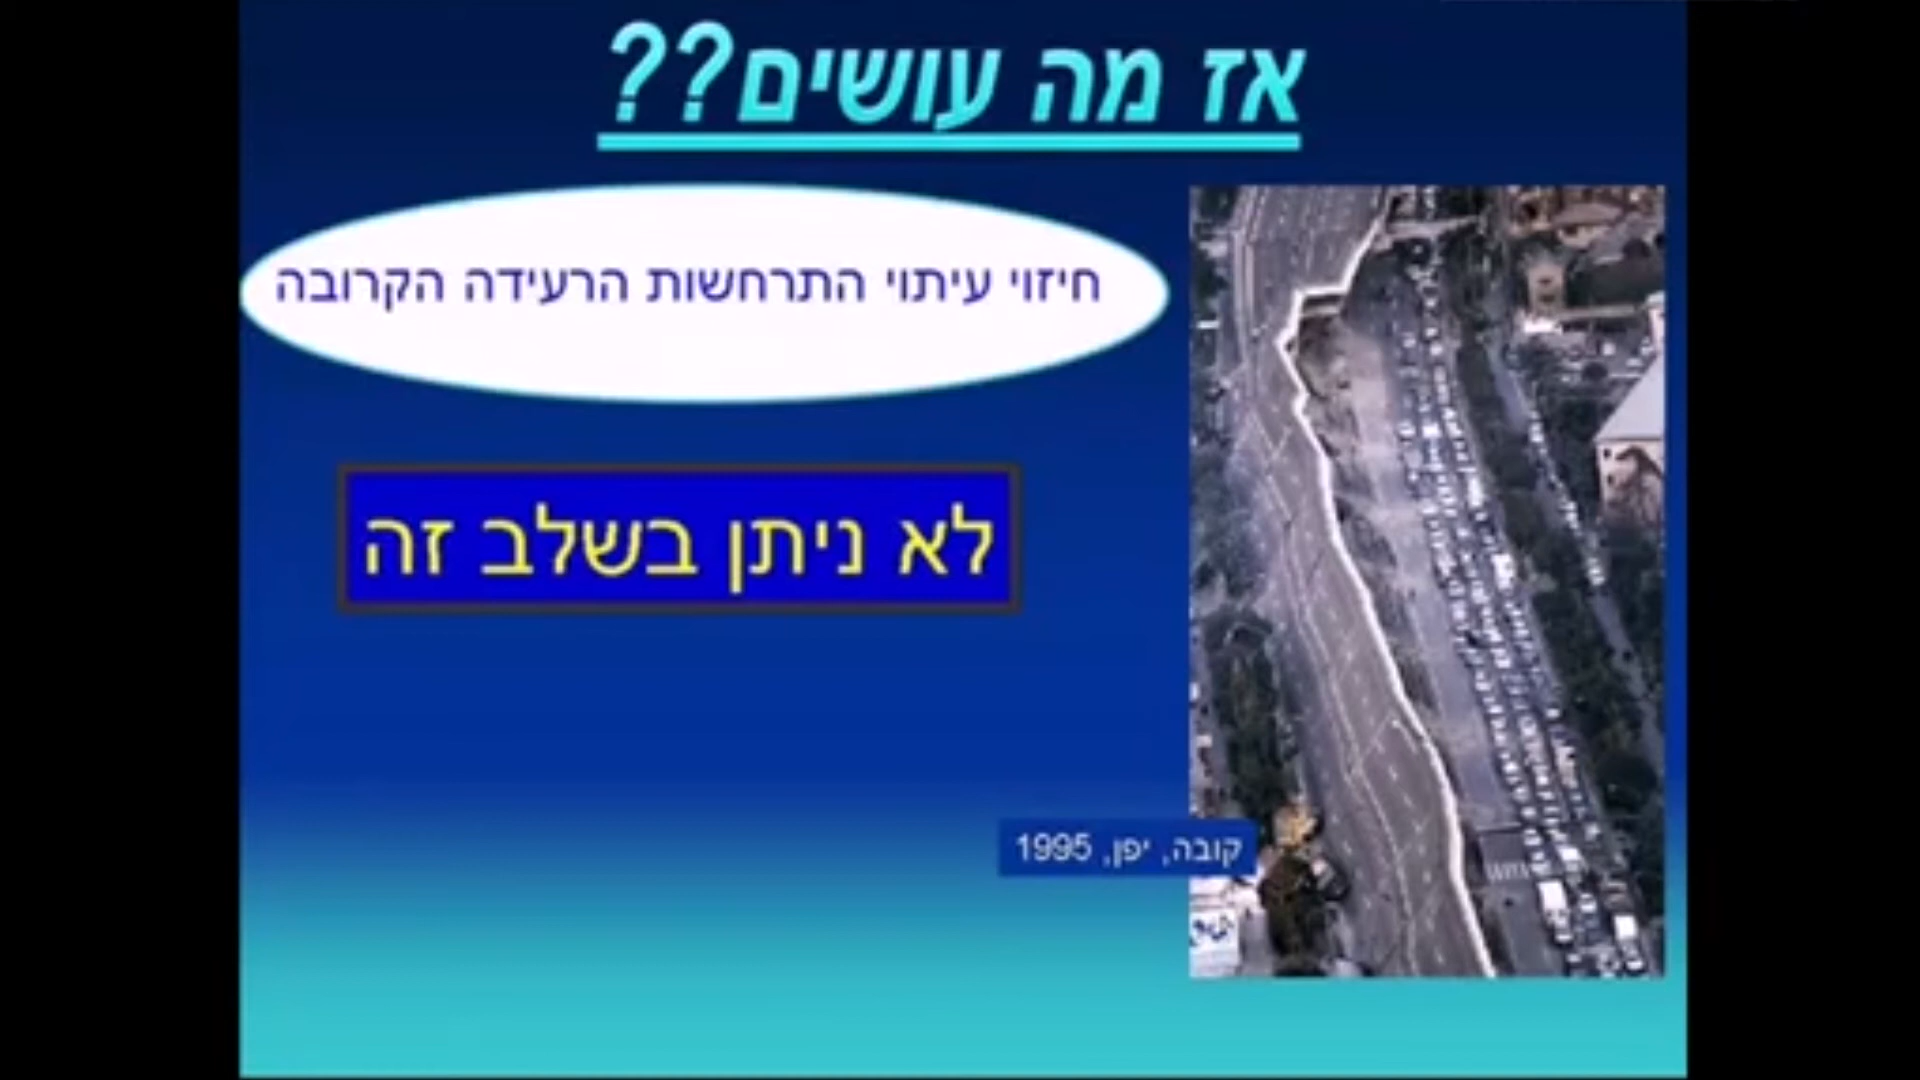 אז מה עושים??
חיזוי עיתוי התרחשות הרעידה הקרובה
לא ניתן בשלב זה
קובה, יפן, 1995